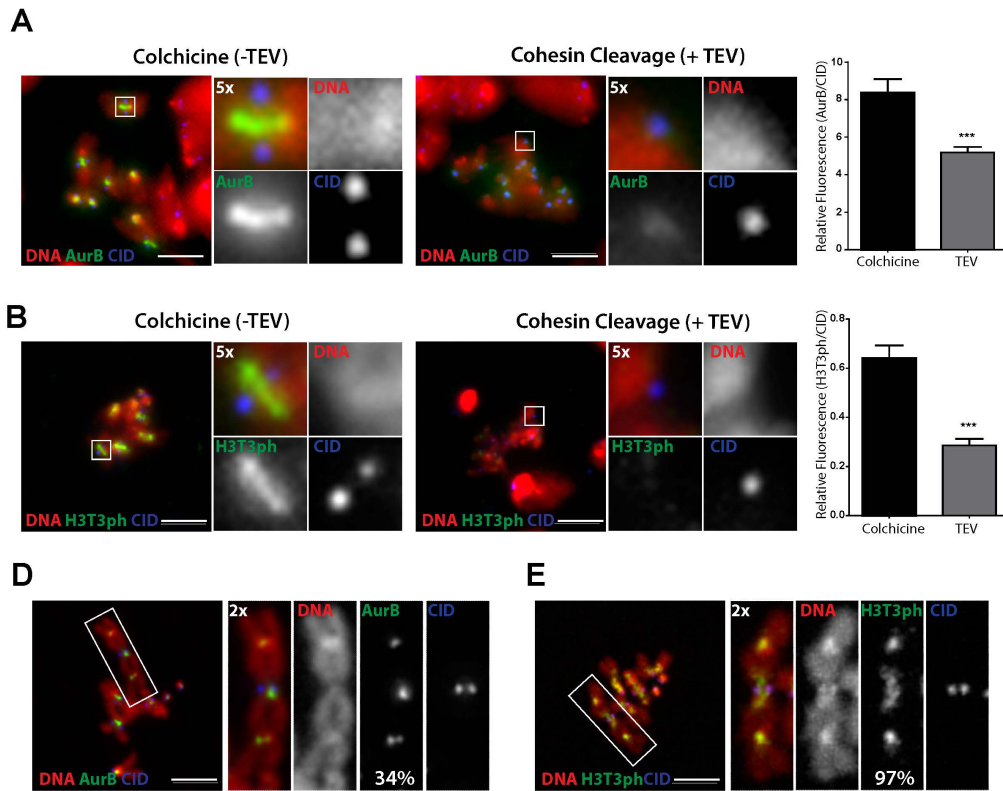 A
Colchicine (-TEV)
Cohesin Cleavage (+ TEV)
5x
DNA
AurB
CID
DNA AurB CID
5x
DNA
AurB
CID
DNA AurB CID
Relative Fluorescence (AurB/CID)
10
8
6
4
2
0
***
Colchicine
TEV
B
Colchicine (-TEV)
Cohesin Cleavage (+ TEV)
5x
DNA
H3T3ph
CID
DNA H3T3ph CID
5x
DNA
H3T3ph
CID
DNA H3T3ph CID
Relative Fluorescence (H3T3ph/CID)
0.8
0.6
0.4
0.2
0.0
***
Colchicine
TEV
D
2x
DNA
AurB
CID
DNA AurB CID
34%
E
2x
DNA
H3T3ph
CID
DNA H3T3phCID
97%